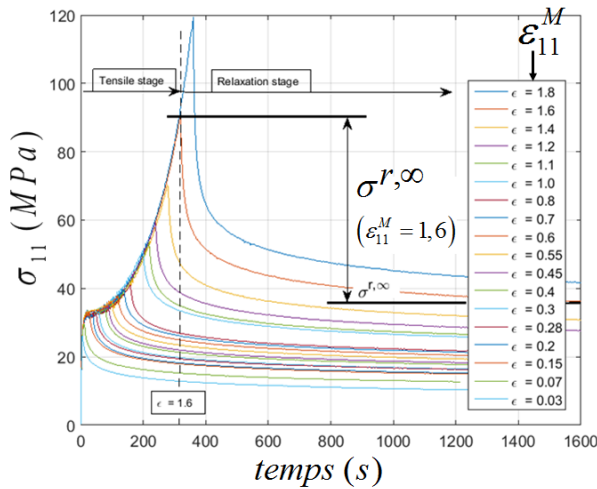 120
100
80
60
40
20
0
0
200
400
600
800
1000
1200
1400
1600
σ₁₁ (MPa)
temps (s)
Tensile stage
Relaxation stage
σ^{r,∞}
(ε₁₁^M = 1,6)
σ^{r,∞}
ϵ = 1.6
ε₁₁^M
ϵ = 1.8
ϵ = 1.6
ϵ = 1.4
ϵ = 1.2
ϵ = 1.1
ϵ = 1.0
ϵ = 0.8
ϵ = 0.7
ϵ = 0.6
ϵ = 0.55
ϵ = 0.45
ϵ = 0.4
ϵ = 0.3
ϵ = 0.28
ϵ = 0.2
ϵ = 0.15
ϵ = 0.07
ϵ = 0.03